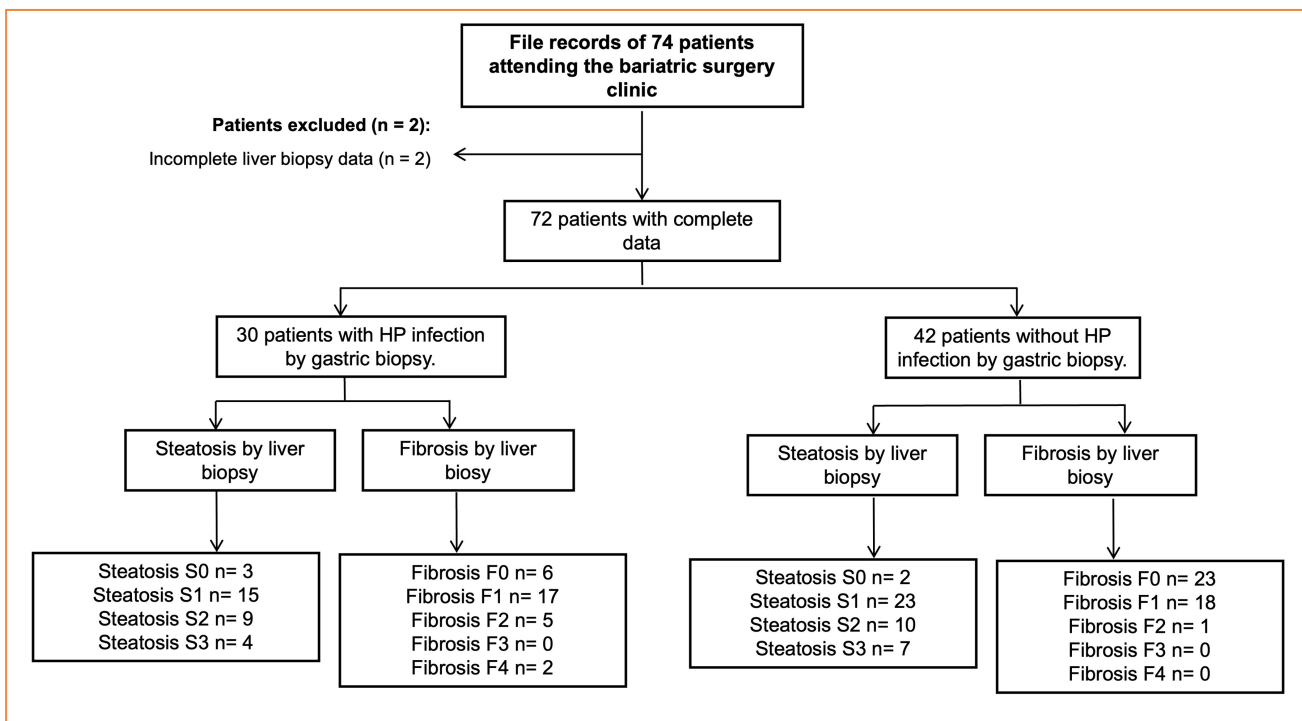 File records of 74 patients
attending the bariatric surgery
clinic
Patients excluded (n = 2):
Incomplete liver biopsy data (n = 2)
72 patients with complete
data
30 patients with HP infection
by gastric biopsy.
42 patients without HP
infection by gastric biopsy.
Steatosis by liver
biopsy
Fibrosis by liver
biosy
Steatosis by liver
biopsy
Fibrosis by liver
biosy
Steatosis S0 n= 3
Steatosis S1 n= 15
Steatosis S2 n= 9
Steatosis S3 n= 4
Fibrosis F0 n= 6
Fibrosis F1 n= 17
Fibrosis F2 n= 5
Fibrosis F3 n= 0
Fibrosis F4 n= 2
Steatosis S0 n= 2
Steatosis S1 n= 23
Steatosis S2 n= 10
Steatosis S3 n= 7
Fibrosis F0 n= 23
Fibrosis F1 n= 18
Fibrosis F2 n= 1
Fibrosis F3 n= 0
Fibrosis F4 n= 0